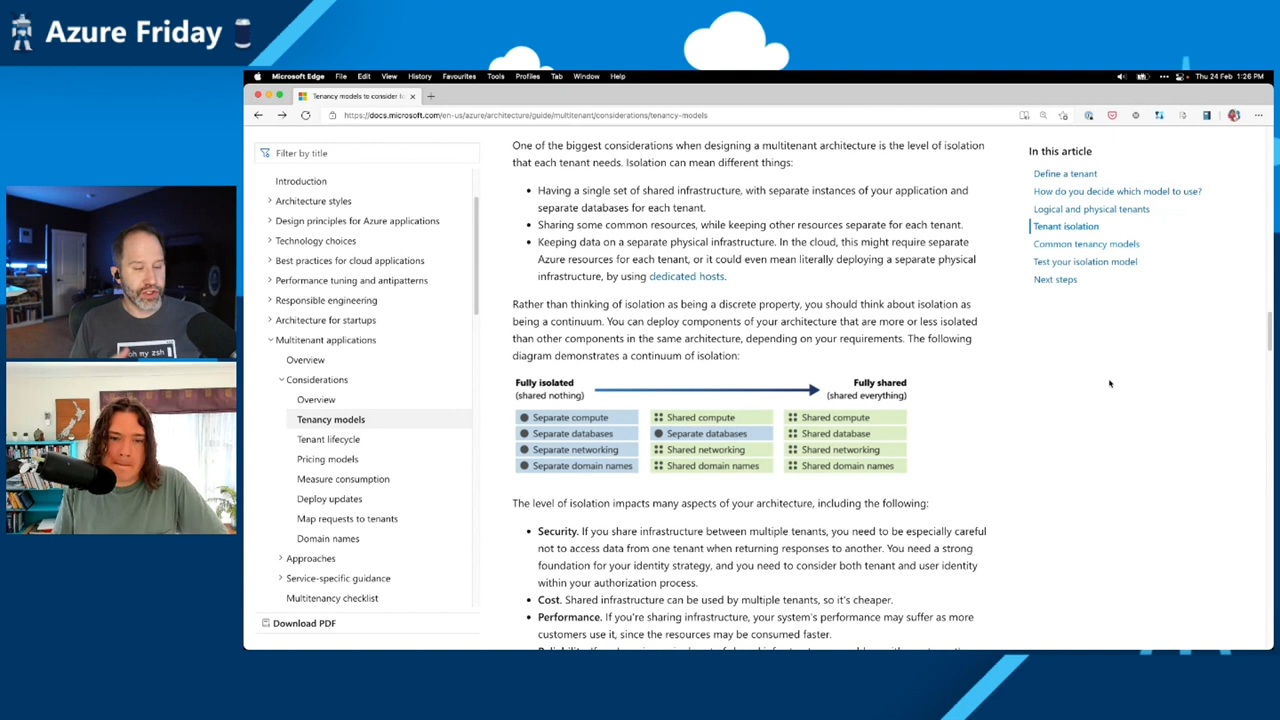 Azure Friday
Microsoft Edge File Edit View History Favourites Tools Profiles Tab Window Help
Thu 24 Feb 1:26 PM
Tenancy models to consider f
https://docs.microsoft.com/en-us/azure/architecture/guide/multitenant/considerations/tenancy-models
Filter by title
Introduction
Architecture styles
Design principles for Azure applications
Technology choices
Best practices for cloud applications
Performance tuning and antipatterns
Responsible engineering
Architecture for startups
Multitenant applications
Overview
Considerations
Overview
Tenancy models
Tenant lifecycle
Pricing models
Measure consumption
Deploy updates
Map requests to tenants
Domain names
Approaches
Service-specific guidance
Multitenancy checklist
Download PDF
One of the biggest considerations when designing a multitenant architecture is the level of isolation
that each tenant needs. Isolation can mean different things:
• Having a single set of shared infrastructure, with separate instances of your application and
separate databases for each tenant.
• Sharing some common resources, while keeping other resources separate for each tenant.
• Keeping data on a separate physical infrastructure. In the cloud, this might require separate
Azure resources for each tenant, or it could even mean literally deploying a separate physical
infrastructure, by using dedicated hosts.
Rather than thinking of isolation as being a discrete property, you should think about isolation as
being a continuum. You can deploy components of your architecture that are more or less isolated
than other components in the same architecture, depending on your requirements. The following
diagram demonstrates a continuum of isolation:
Fully isolated
(shared nothing)
Fully shared
(shared everything)
Separate compute
Separate databases
Separate networking
Separate domain names
Shared compute
Separate databases
Shared networking
Shared domain names
Shared compute
Shared database
Shared networking
Shared domain names
The level of isolation impacts many aspects of your architecture, including the following:
• Security. If you share infrastructure between multiple tenants, you need to be especially careful
not to access data from one tenant when returning responses to another. You need a strong
foundation for your identity strategy, and you need to consider both tenant and user identity
within your authorization process.
• Cost. Shared infrastructure can be used by multiple tenants, so it's cheaper.
• Performance. If you're sharing infrastructure, your system's performance may suffer as more
customers use it, since the resources may be consumed faster.
In this article
Define a tenant
How do you decide which model to use?
Logical and physical tenants
Tenant isolation
Common tenancy models
Test your isolation model
Next steps
oh my zsh